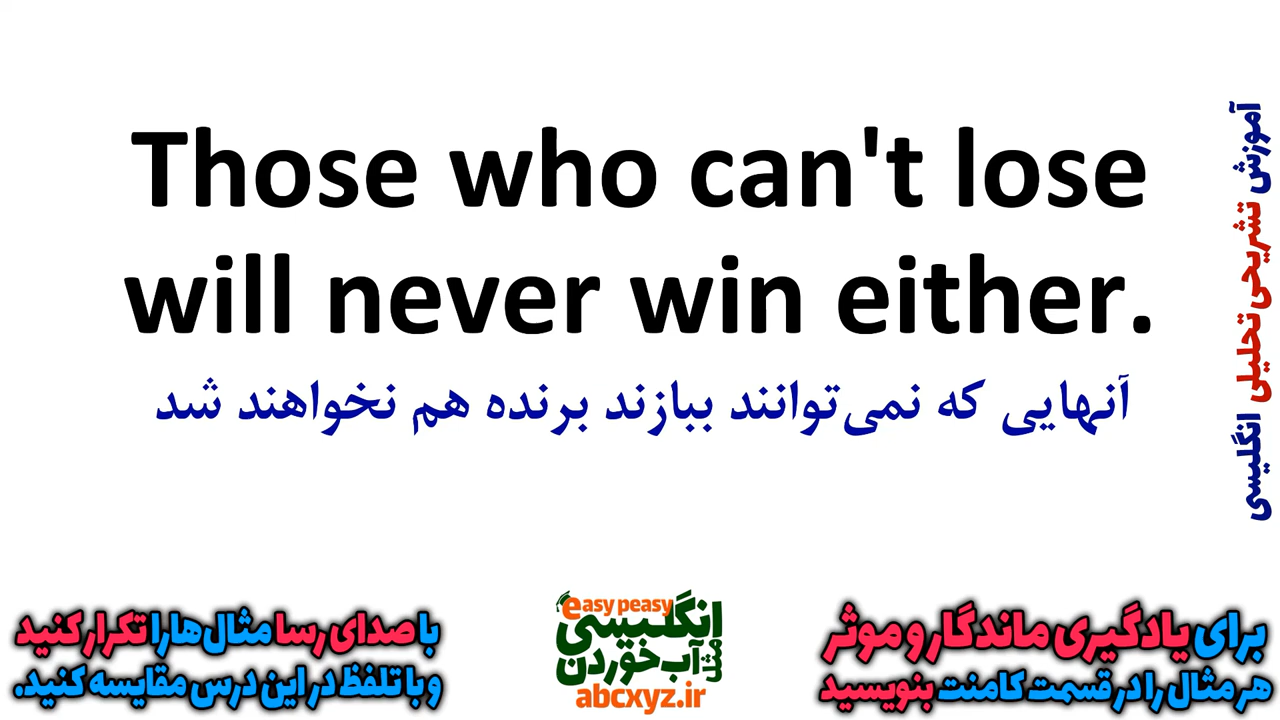 Those who can't lose
will never win either.
آنهایی که نمی‌توانند ببازند برنده هم نخواهند شد
آموزش تشریحی تحلیلی انگلیسی
برای یادگیری ماندگار و موثر
هر مثال را در قسمت کامنت بنویسید
easy peasy
انگلیسی
مثل آب خوردن
abcxyz.ir
با صدای رسا مثال‌ها را تکرار کنید
و با تلفظ در این درس مقایسه کنید.